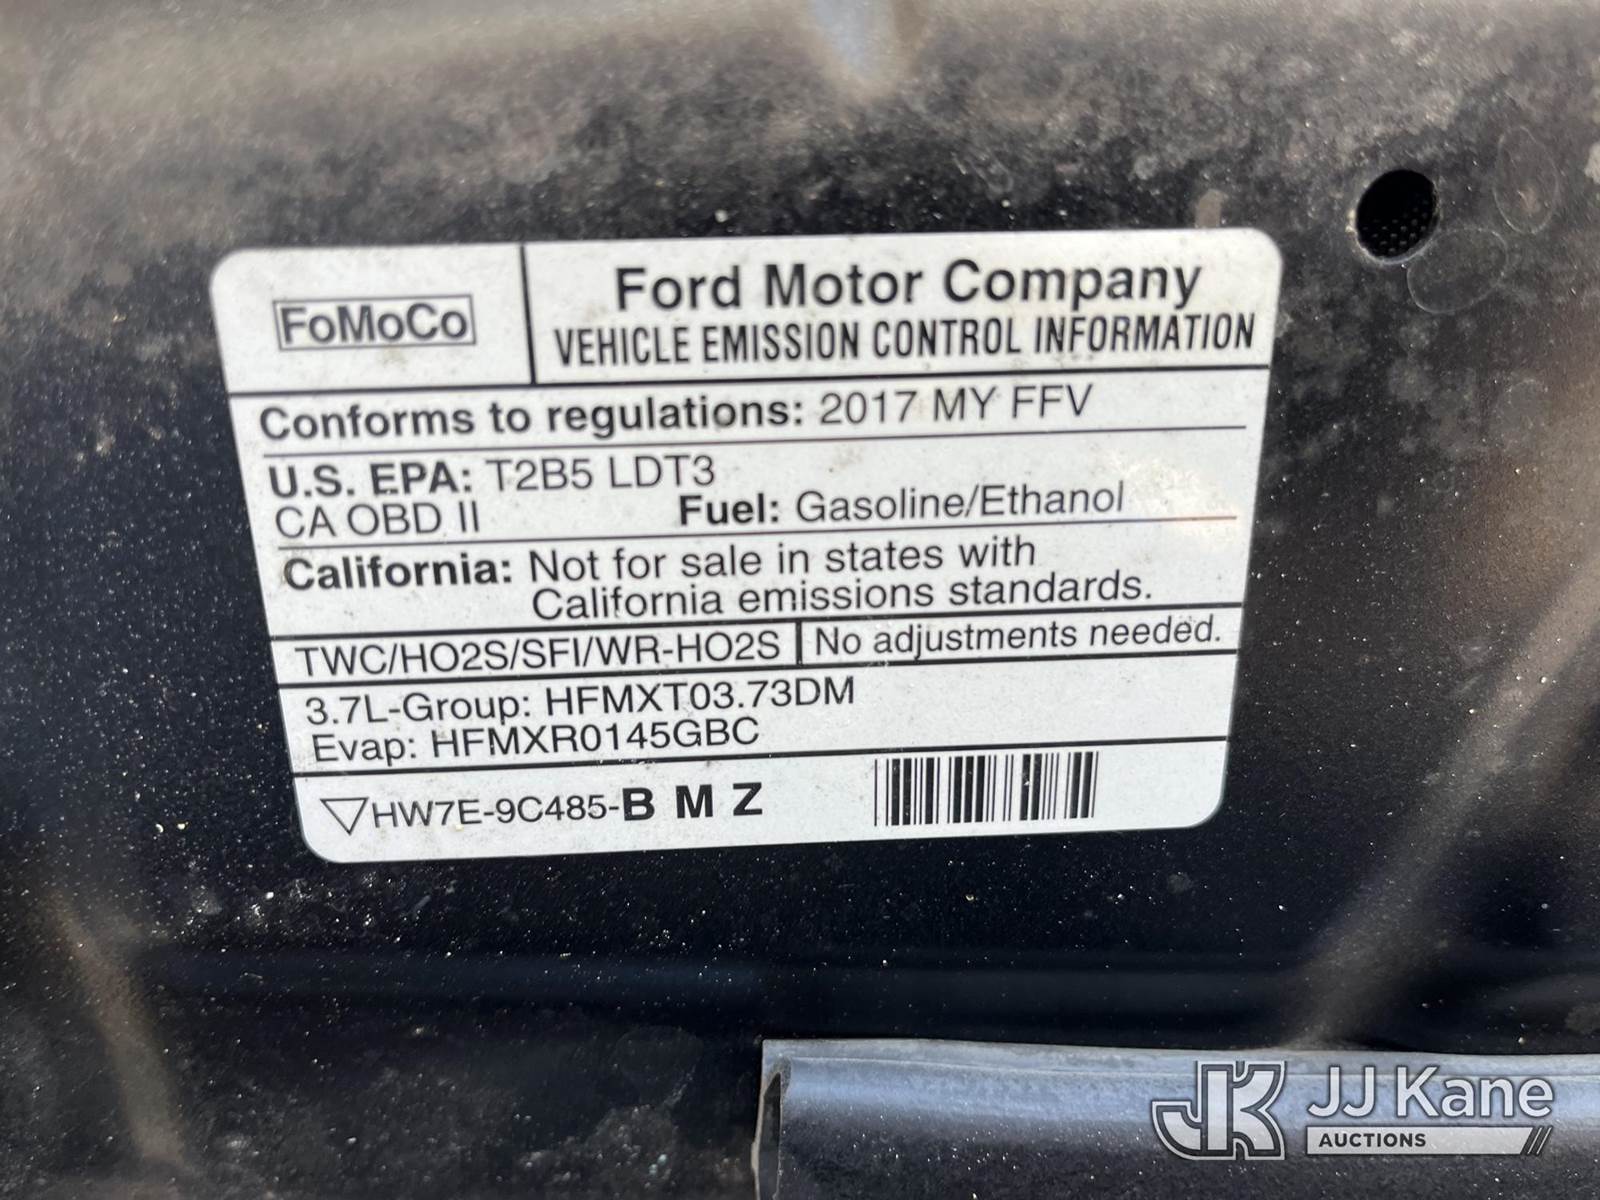 FoMoCo
Ford Motor Company
VEHICLE EMISSION CONTROL INFORMATION
Conforms to regulations: 2017 MY FFV
U.S. EPA: T2B5 LDT3
CA OBD II Fuel: Gasoline/Ethanol
California: Not for sale in states with
California emissions standards.
TWC/HO2S/SFI/WR-HO2S No adjustments needed.
3.7L-Group: HFMXT03.73DM
Evap: HFMXR0145GBC
HW7E-9C485-B M Z
JK JJ Kane
AUCTIONS